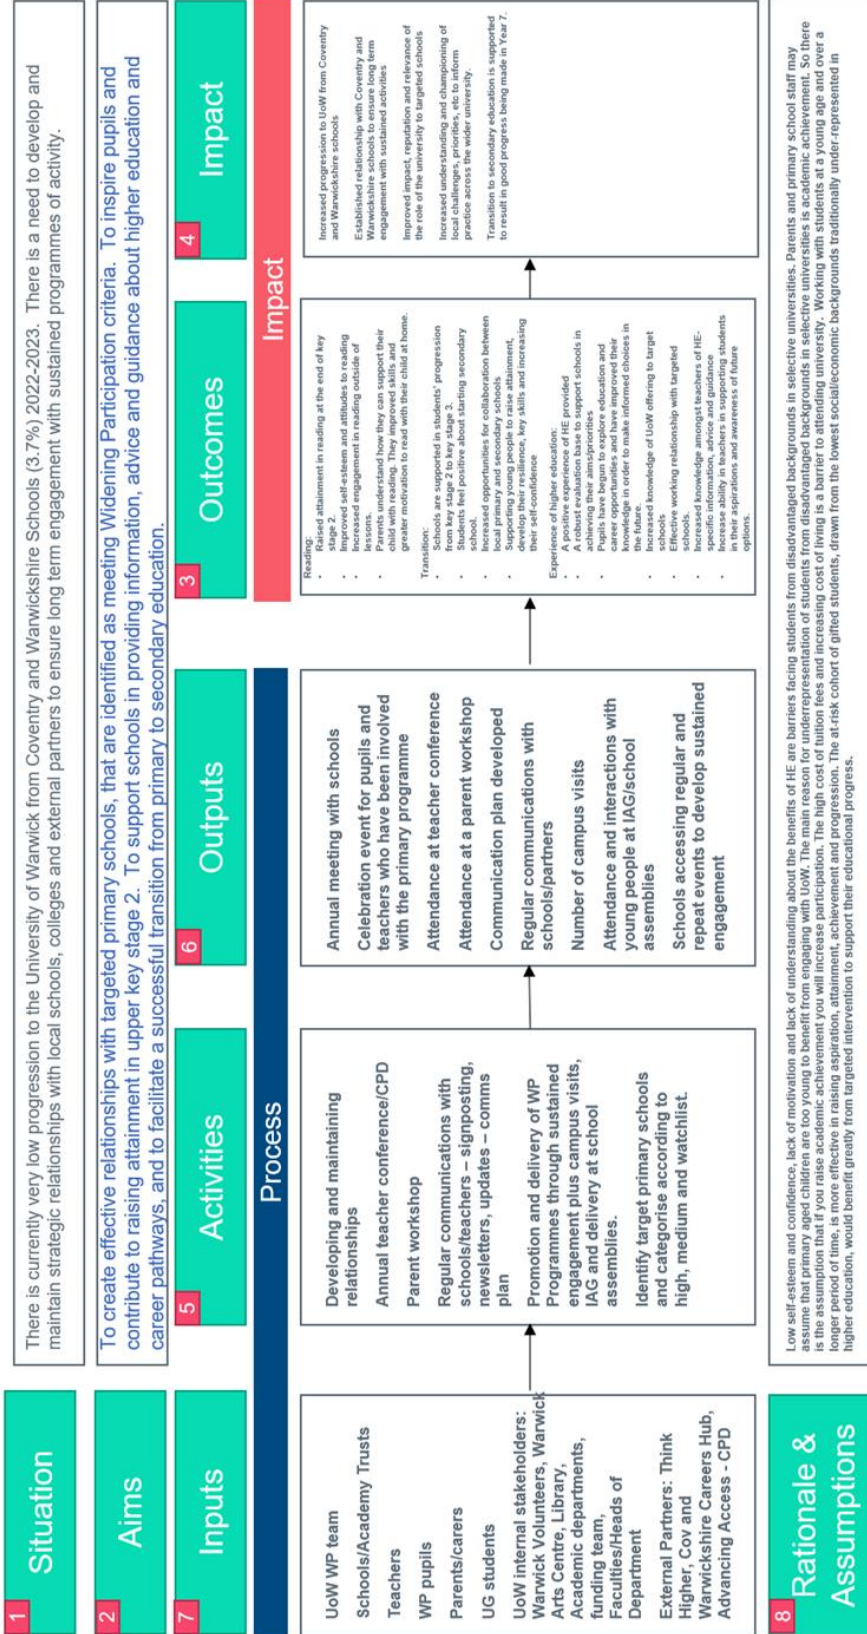 1
Situation
There is currently very low progression to the University of Warwick from Coventry and Warwickshire Schools (3.7%) 2022-2023. There is a need to develop and
maintain strategic relationships with local schools, colleges and external partners to ensure long term engagement with sustained programmes of activity.
2
Aims
To create effective relationships with targeted primary schools, that are identified as meeting Widening Participation criteria. To inspire pupils and
contribute to raising attainment in upper key stage 2. To support schools in providing information, advice and guidance about higher education and
career pathways, and to facilitate a successful transition from primary to secondary education.
7
Inputs
5
Activities
6
Outputs
3
Outcomes
4
Impact
Process
Impact
UoW WP team
Schools/Academy Trusts
Teachers
WP pupils
Parents/carers
UG students
UoW internal stakeholders:
Warwick Volunteers, Warwick
Arts Centre, Library,
Academic departments,
funding team,
Faculties/Heads of
Department
External Partners: Think
Higher, Cov and
Warwickshire Careers Hub,
Advancing Access - CPD
Developing and maintaining
relationships
Annual teacher conference/CPD
Parent workshop
Regular communications with
schools/teachers – signposting,
newsletters, updates – comms
plan
Promotion and delivery of WP
Programmes through sustained
engagement plus campus visits,
IAG and delivery at school
assemblies.
Identify target primary schools
and categorise according to
high, medium and watchlist.
Annual meeting with schools
Celebration event for pupils and
teachers who have been involved
with the primary programme
Attendance at teacher conference
Attendance at a parent workshop
Communication plan developed
Regular communications with
schools/partners
Number of campus visits
Attendance and interactions with
young people at IAG/school
assemblies
Schools accessing regular and
repeat events to develop sustained
engagement
Reading:
• Raised attainment in reading at the end of key
stage 2.
• Improved self-esteem and attitudes to reading
• Increased engagement in reading outside of
lessons.
• Parents understand how they can support their
child with reading. They improved skills and
greater motivation to read with their child at home.
Transition:
• Schools are supported in students' progression
from key stage 2 to key stage 3.
• Students feel positive about starting secondary
school.
• Increased opportunities for collaboration between
local primary and secondary schools
• Supporting young people to raise attainment,
develop their resilience, key skills and increasing
their self-confidence
Experience of higher education:
• A positive experience of HE provided
• A robust evaluation base to support schools in
achieving their aims/priorities
• Pupils have begun to explore education and
career opportunities and have improved their
knowledge in order to make informed choices in
the future.
• Increased knowledge of UoW offering to target
schools
• Effective working relationship with targeted
schools.
• Increased knowledge amongst teachers of HE-
specific information, advice and guidance
• Increase ability in teachers in supporting students
in their aspirations and awareness of future
options.
Increased progression to UoW from Coventry
and Warwickshire schools
Established relationship with Coventry and
Warwickshire schools to ensure long term
engagement with sustained activities
Improved impact, reputation and relevance of
the role of the university to targeted schools
Increased understanding and championing of
local challenges, priorities, etc to inform
practice across the wider university.
Transition to secondary education is supported
to result in good progress being made in Year 7.
8
Rationale &
Assumptions
Low self-esteem and confidence, lack of motivation and lack of understanding about the benefits of HE are barriers facing students from disadvantaged backgrounds in selective universities. Parents and primary school staff may
assume that primary aged children are too young to benefit from engaging with UoW. The main reason for underrepresentation of students from disadvantaged backgrounds in selective universities is academic achievement. So there
is the assumption that if you raise academic achievement you will increase participation. The high cost of tuition fees and increasing cost of living is a barrier to attending university. Working with students at a young age and over a
longer period of time, is more effective in raising aspiration, attainment, achievement and progression. The at-risk cohort of gifted students, drawn from the lowest social/economic backgrounds traditionally under-represented in
higher education, would benefit greatly from targeted intervention to support their educational progress.